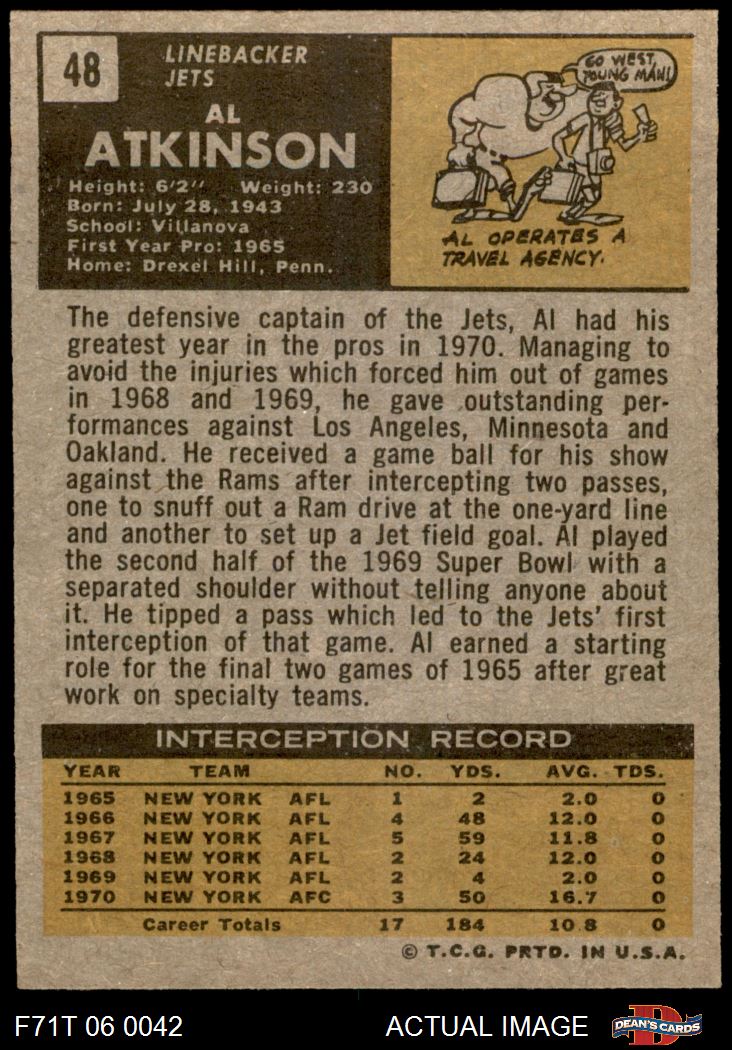 48
LINEBACKER
JETS
AL
ATKINSON
Height: 6'2" Weight: 230
Born: July 28, 1943
School: Villanova
First Year Pro: 1965
Home: Drexel Hill, Penn.
GO WEST,
YOUNG MAN!
AL OPERATES A
TRAVEL AGENCY.
The defensive captain of the Jets, Al had his
greatest year in the pros in 1970. Managing to
avoid the injuries which forced him out of games
in 1968 and 1969, he gave outstanding per-
formances against Los Angeles, Minnesota and
Oakland. He received a game ball for his show
against the Rams after intercepting two passes,
one to snuff out a Ram drive at the one-yard line
and another to set up a Jet field goal. Al played
the second half of the 1969 Super Bowl with a
separated shoulder without telling anyone about
it. He tipped a pass which led to the Jets' first
interception of that game. Al earned a starting
role for the final two games of 1965 after great
work on specialty teams.
INTERCEPTION RECORD
YEAR TEAM NO. YDS. AVG. TDS.
1965 NEW YORK AFL 1 2 2.0 0
1966 NEW YORK AFL 4 48 12.0 0
1967 NEW YORK AFL 5 59 11.8 0
1968 NEW YORK AFL 2 24 12.0 0
1969 NEW YORK AFL 2 4 2.0 0
1970 NEW YORK AFC 3 50 16.7 0
Career Totals 17 184 10.8 0
© T.C.G. PRTD. IN U.S.A.
F71T 06 0042
ACTUAL IMAGE
D
DEAN'S CARDS